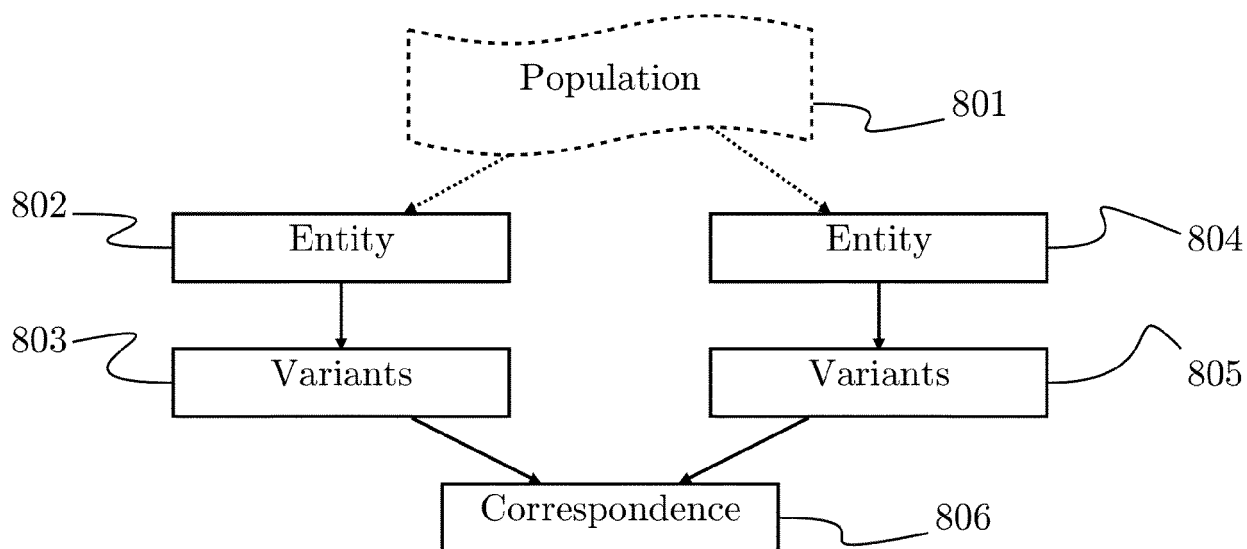 Population
801
802
Entity
Entity
804
803
Variants
Variants
805
Correspondence
806